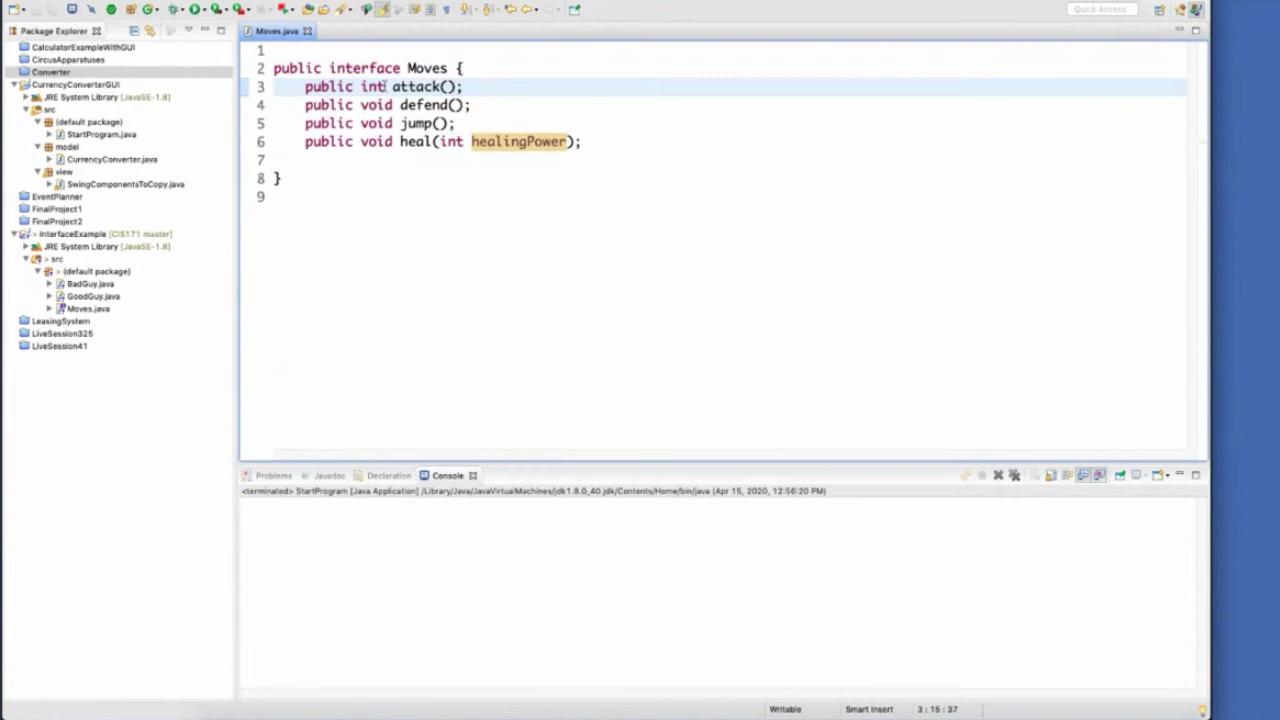 Quick Access
Package Explorer
CalculatorExampleWithGUI
CircusApparatuses
Converter
CurrencyConverterGUI
JRE System Library [JavaSE-1.8]
src
(default package)
StartProgram.java
model
CurrencyConverter.java
view
SwingComponentsToCopy.java
EventPlanner
FinalProject1
FinalProject2
> InterfaceExample [CIS171 master]
JRE System Library [JavaSE-1.8]
> src
> (default package)
BadGuy.java
GoodGuy.java
Moves.java
LeasingSystem
LiveSession325
LiveSession41
Moves.java
1
2 public interface Moves {
3 public int attack();
4 public void defend();
5 public void jump();
6 public void heal(int healingPower);
7
8 }
9
Problems Javadoc Declaration Console
<terminated> StartProgram [Java Application] /Library/Java/JavaVirtualMachines/jdk1.8.0_40.jdk/Contents/Home/bin/java (Apr 15, 2020, 12:56:20 PM)
Writable Smart Insert 3 : 15 : 37